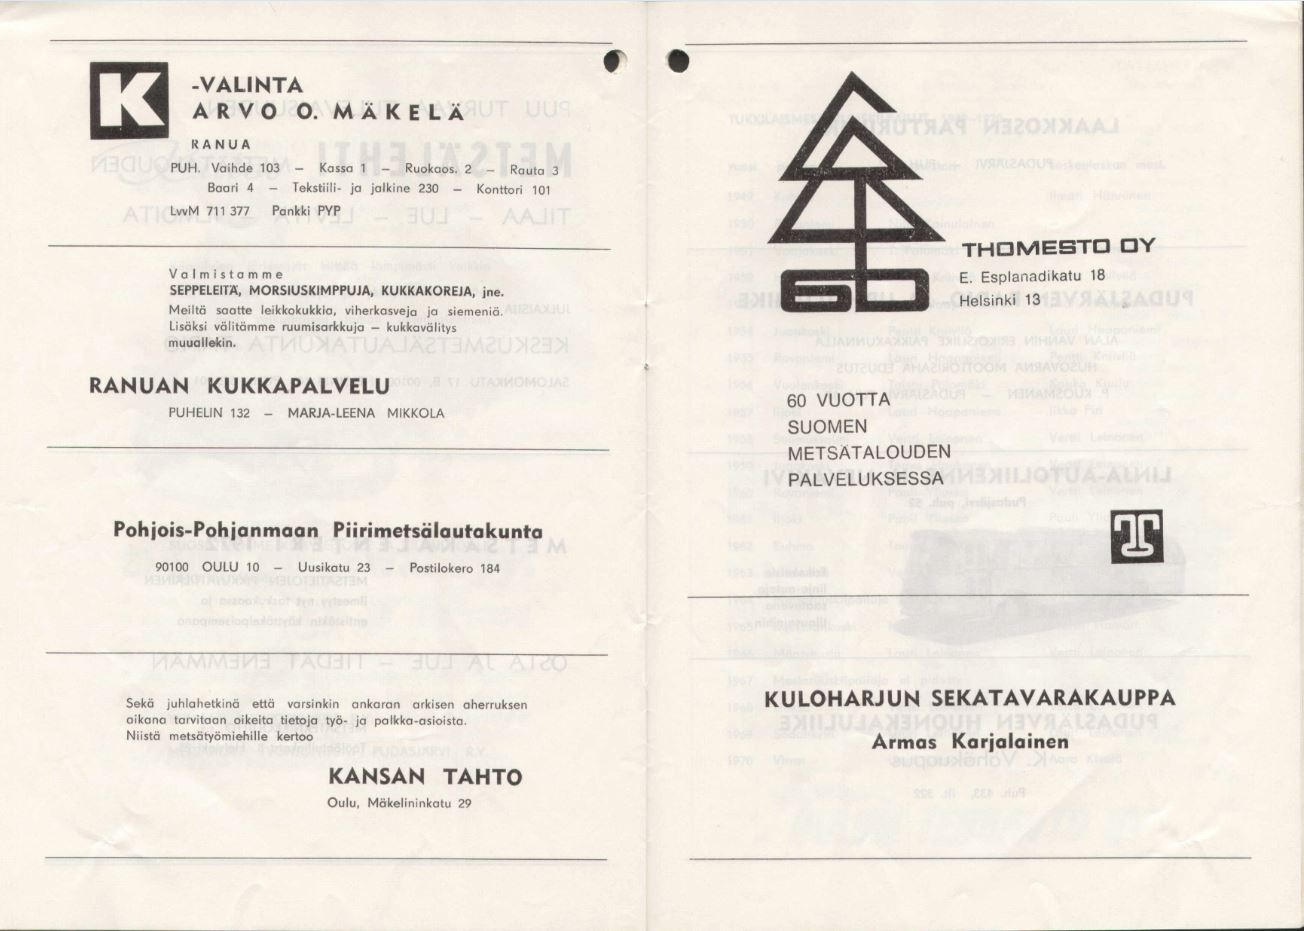 K -VALINTA
ARVO O. MÄKELÄ
RANUA
PUH. Vaihde 103 — Kassa 1 — Ruokaos. 2 — Rauta 3
Baari 4 — Tekstiili- ja jalkine 230 — Konttori 101
LvvM 711 377 Pankki PYP
Valmistamme
SEPPELEITÄ, MORSIUSKIMPPUJA, KUKKAKOREJA, jne.
Meiltä saatte leikkokukkia, viherkasveja ja siemeniä.
Lisäksi välitämme ruumisarkkuja — kukkavälitys
muuallekin.
RANUAN KUKKAPALVELU
PUHELIN 132 — MARJA-LEENA MIKKOLA
Pohjois-Pohjanmaan Piirimetsälautakunta
90100 OULU 10 — Uusikatu 23 — Postilokero 184
Sekä juhlahetkinä että varsinkin ankaran arkisen aherruksen
aikana tarvitaan oikeita tietoja työ- ja palkka-asioista.
Niistä metsätyömiehille kertoo
KANSAN TAHTO
Oulu, Mäkelininkatu 29
60
THOMESTO OY
E. Esplanadikatu 18
Helsinki 13
60 VUOTTA
SUOMEN
METSÄTALOUDEN
PALVELUKSESSA
T
KULOHARJUN SEKATAVARAKAUPPA
Armas Karjalainen